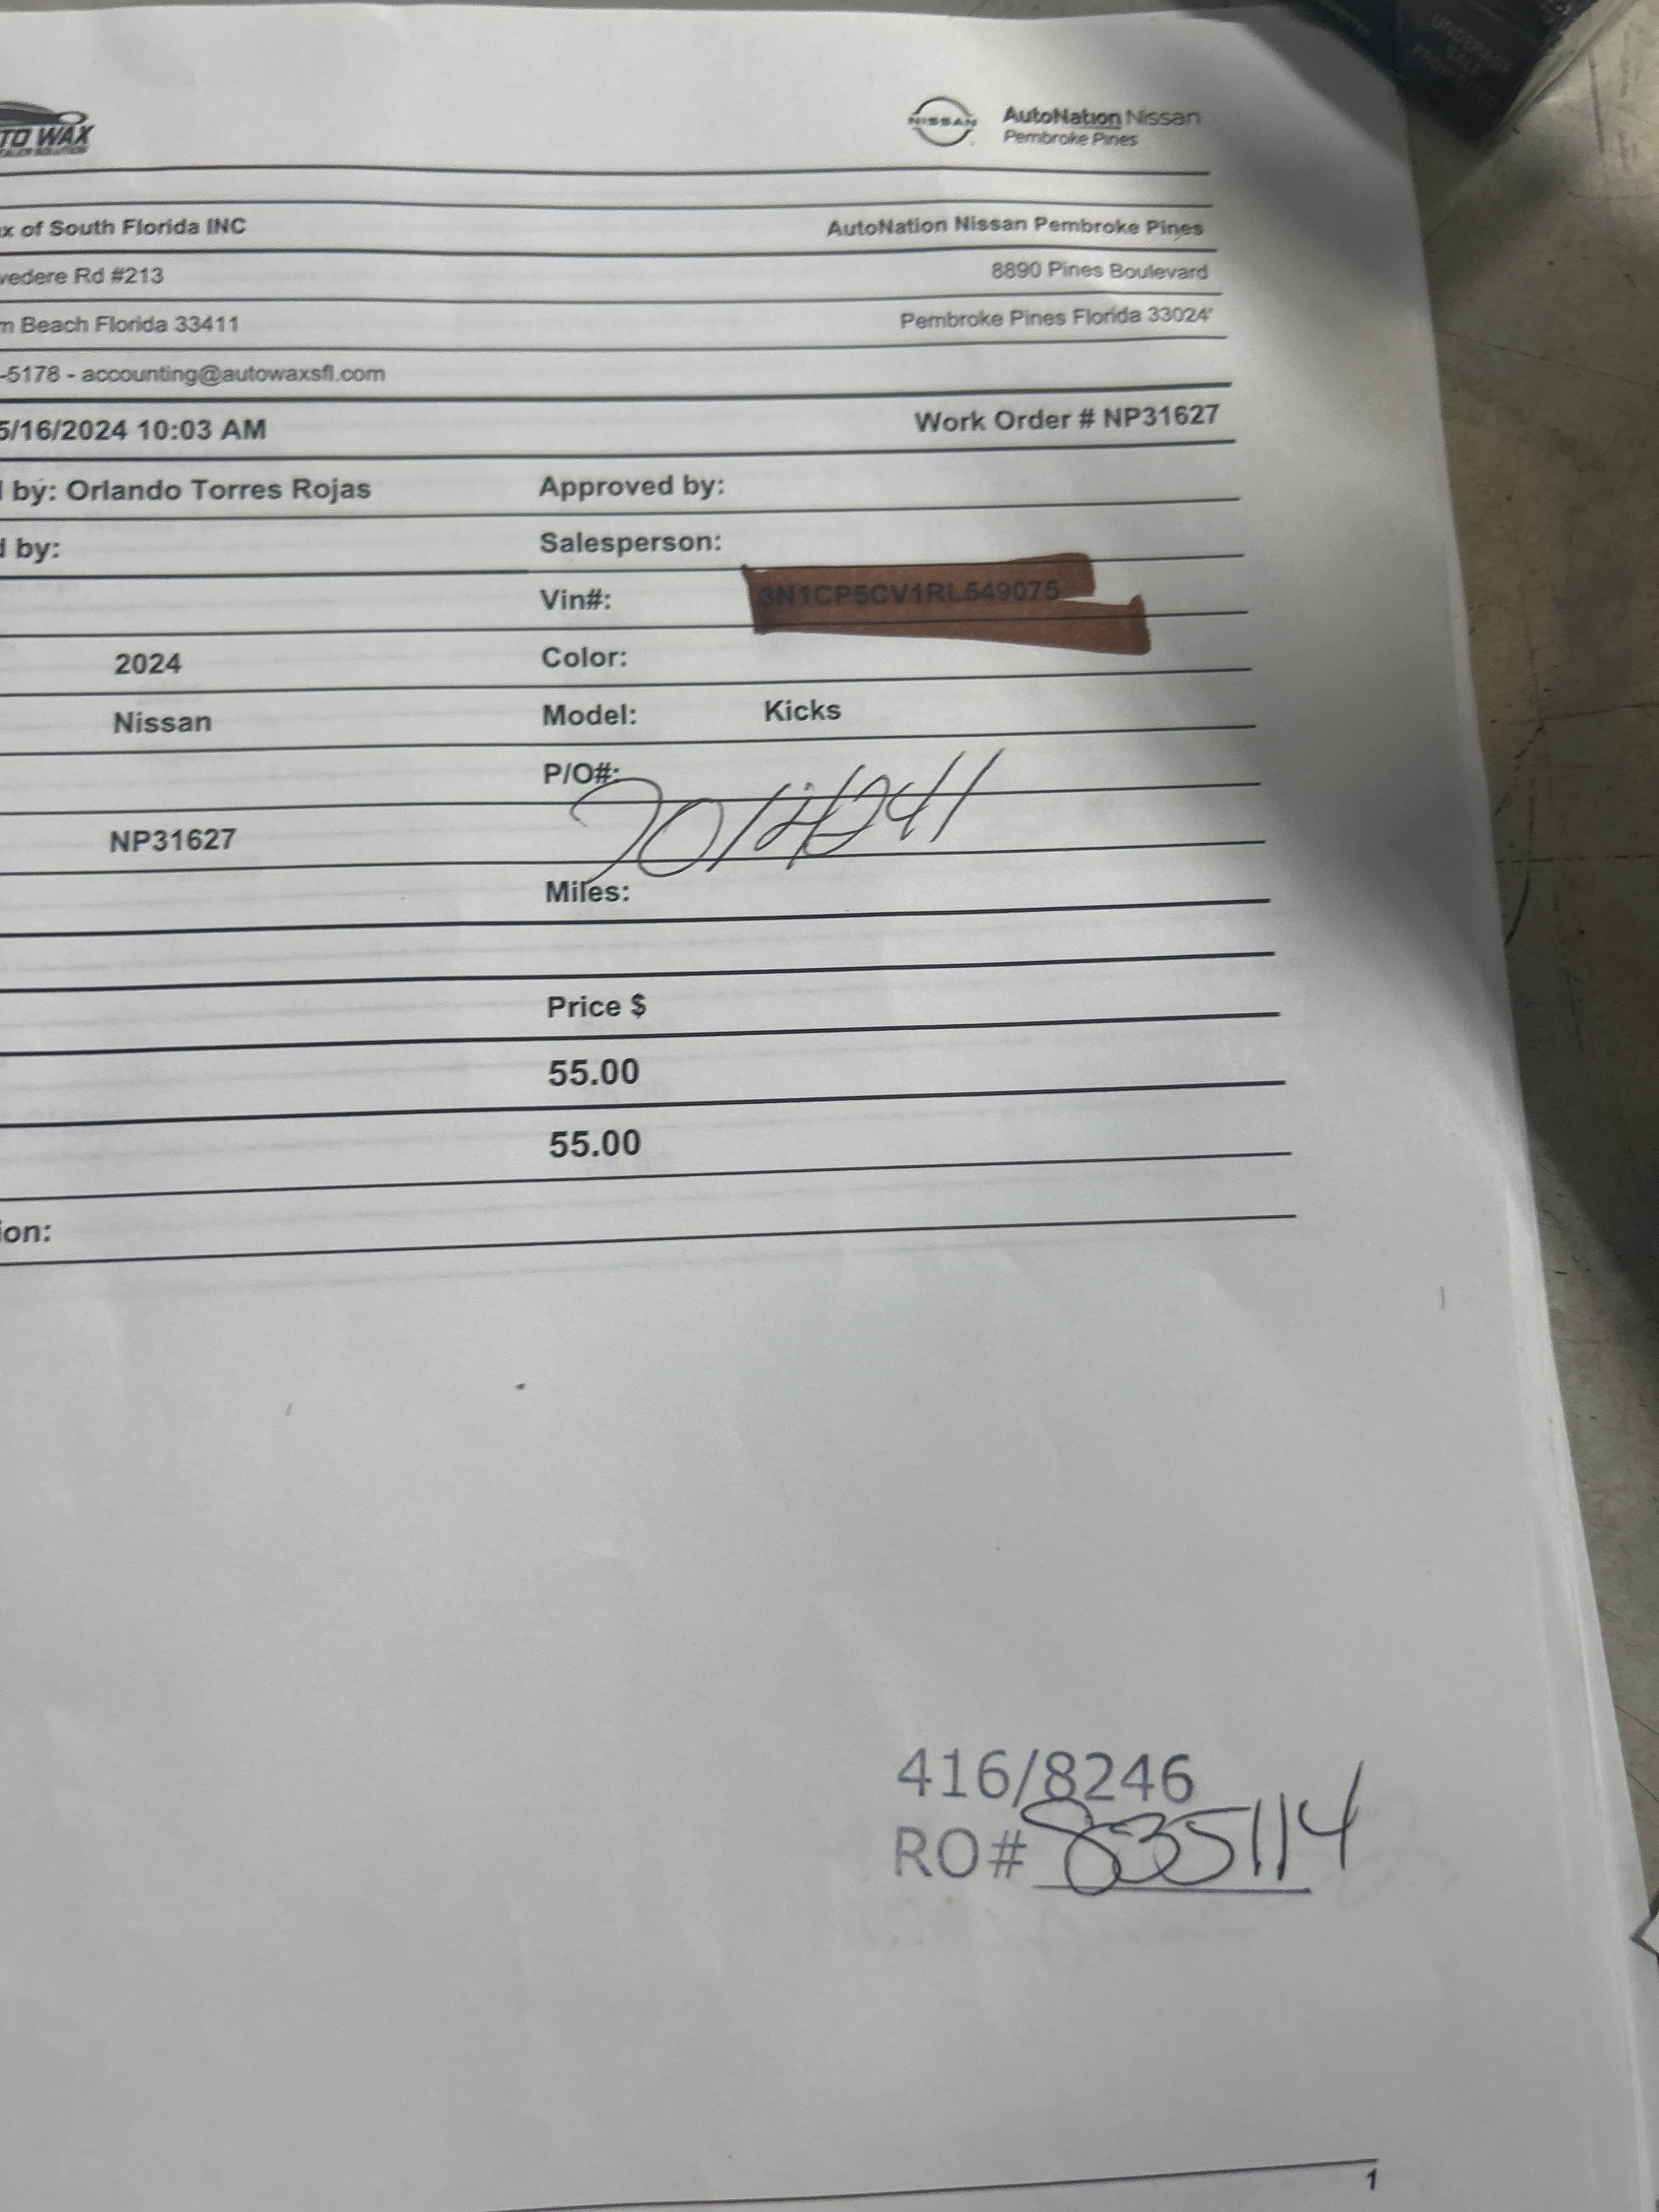 TO WAX
NISSAN AutoNation Nissan
Pembroke Pines
UNDERAGE
SALE
x of South Florida INC AutoNation Nissan Pembroke Pines
vedere Rd #213 8890 Pines Boulevard
m Beach Florida 33411 Pembroke Pines Florida 33024'
-5178 - accounting@autowaxsfl.com
5/16/2024 10:03 AM Work Order # NP31627
by: Orlando Torres Rojas Approved by:
d by: Salesperson:
Vin#: 3N1CP5CV1RL549075
2024 Color:
Nissan Model: Kicks
P/O#:
NP31627
Miles:
Price $
55.00
55.00
ion:
416/8246
RO# 835114
1